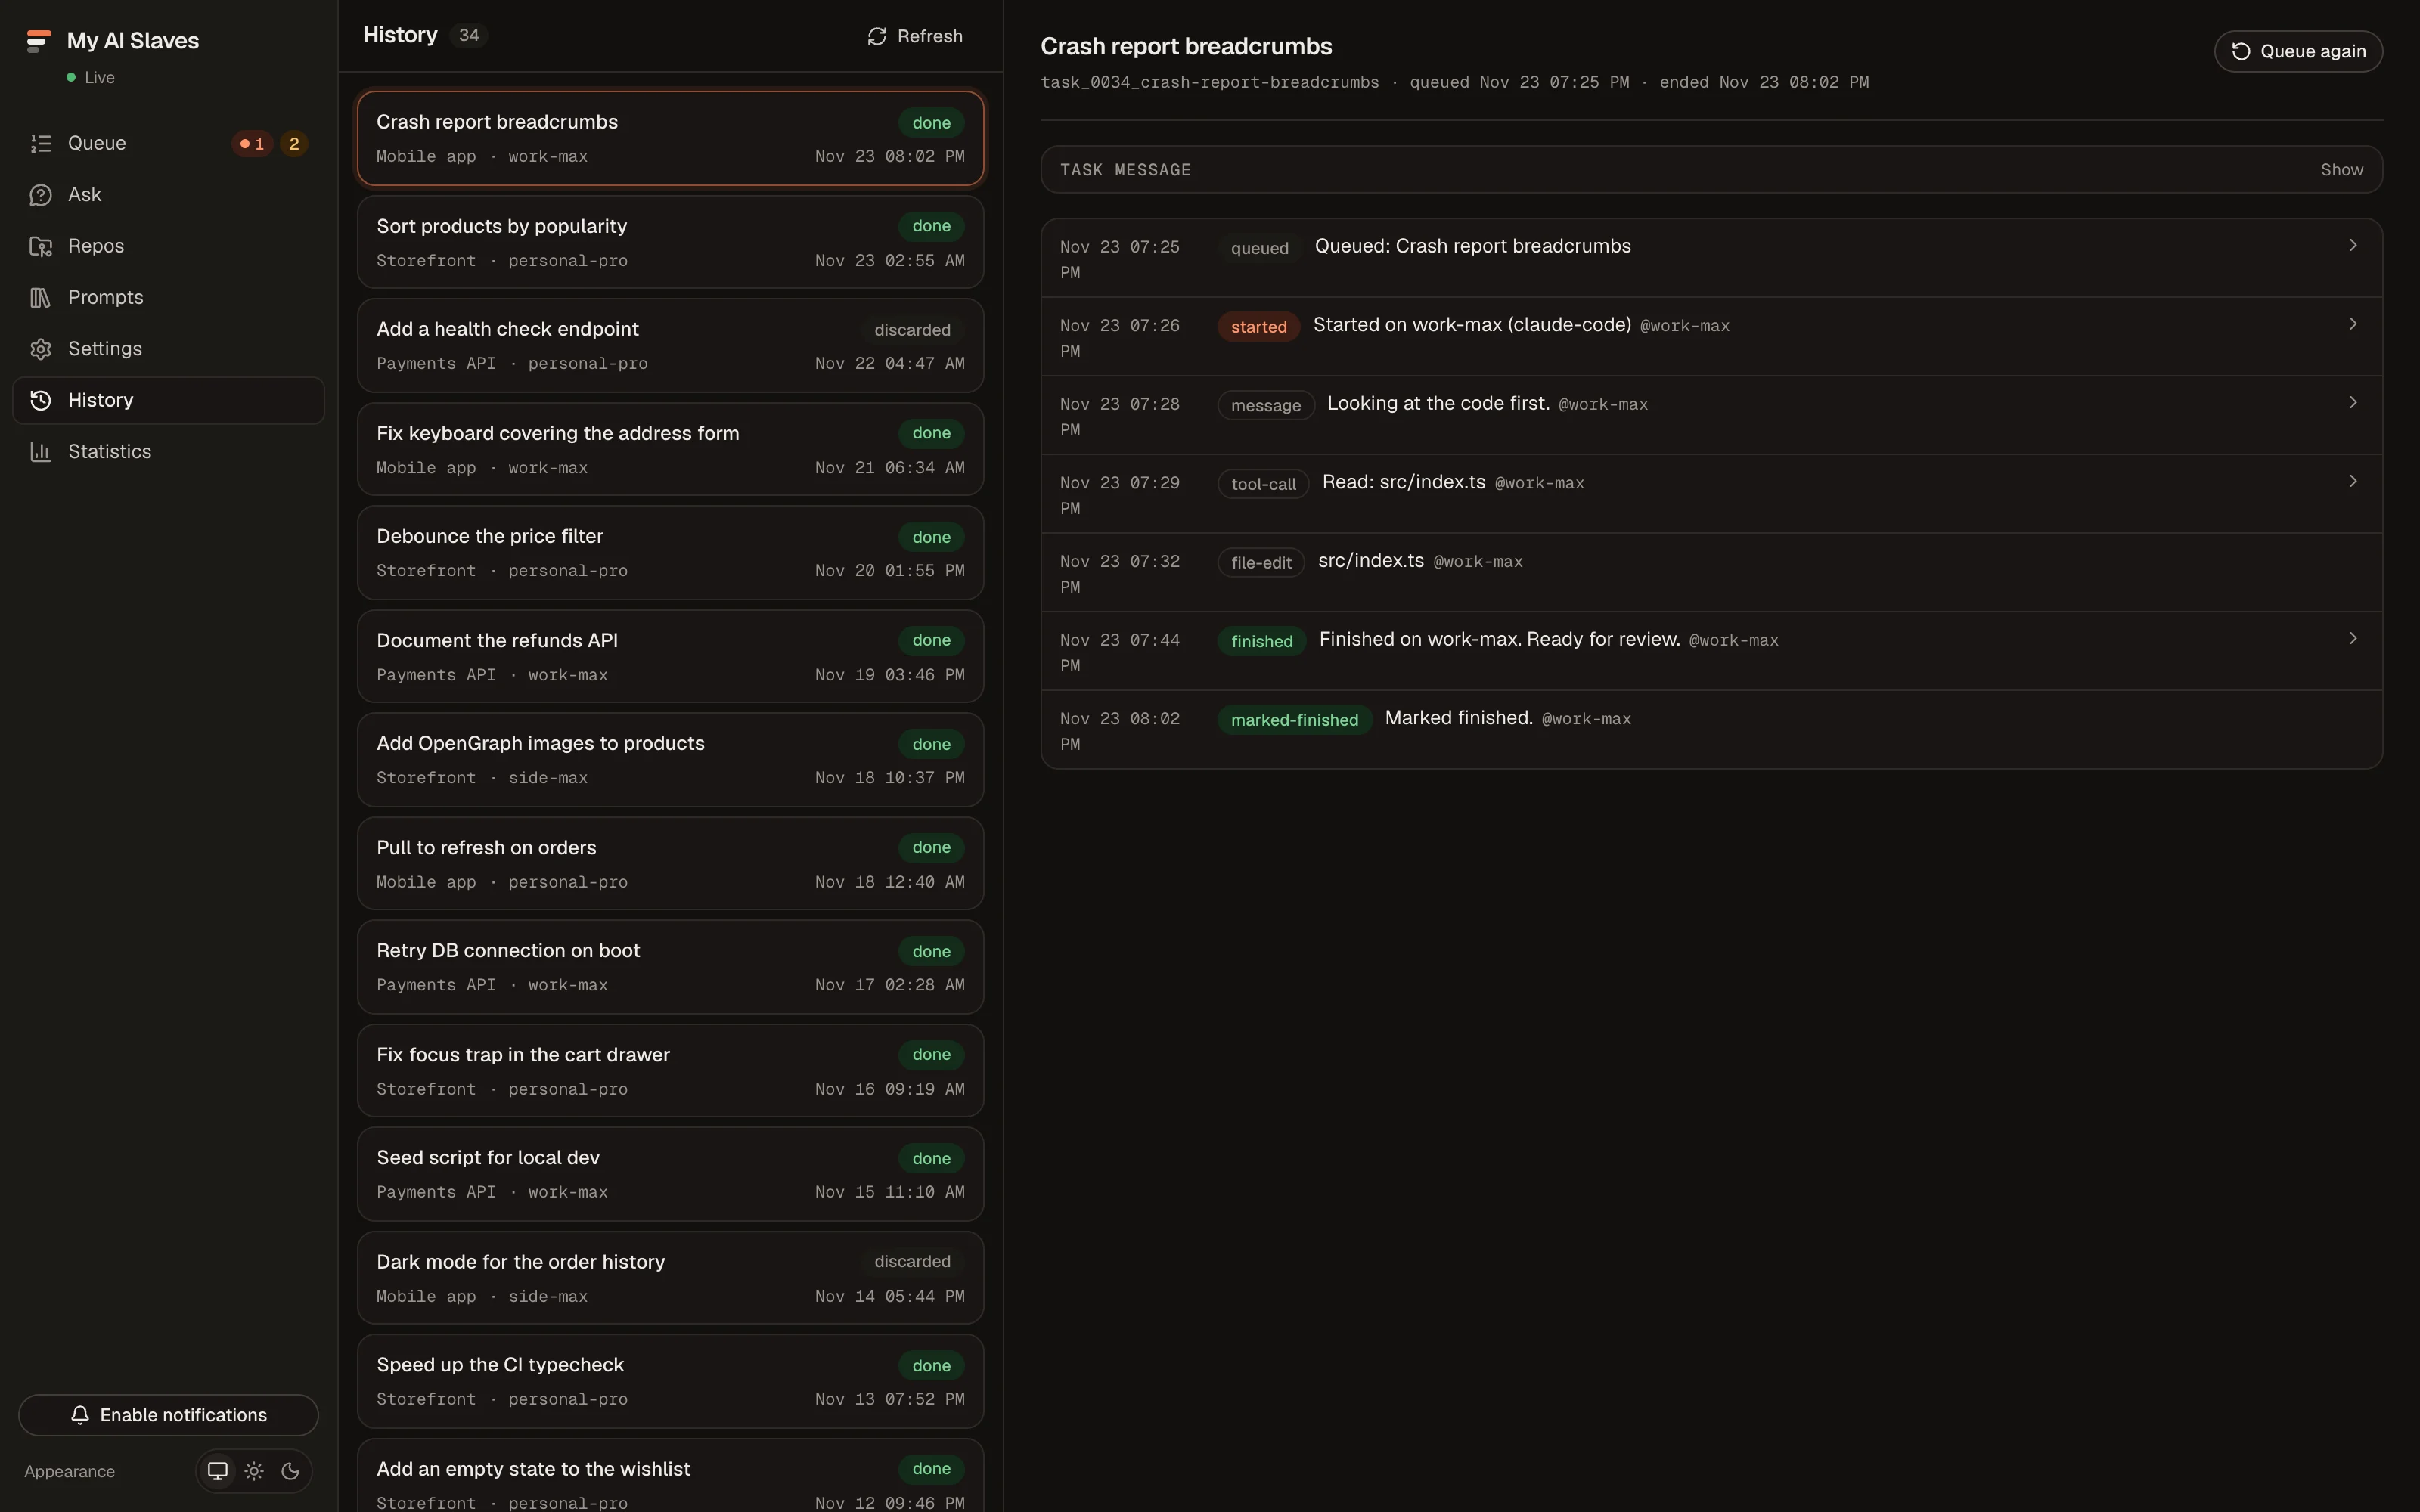 My AI Slaves
Live
Queue 1 2
Ask
Repos
Prompts
Settings
History
Statistics
Enable notifications
Appearance
History 34
Refresh
Crash report breadcrumbs done
Mobile app · work-max Nov 23 08:02 PM
Sort products by popularity done
Storefront · personal-pro Nov 23 02:55 AM
Add a health check endpoint discarded
Payments API · personal-pro Nov 22 04:47 AM
Fix keyboard covering the address form done
Mobile app · work-max Nov 21 06:34 AM
Debounce the price filter done
Storefront · personal-pro Nov 20 01:55 PM
Document the refunds API done
Payments API · work-max Nov 19 03:46 PM
Add OpenGraph images to products done
Storefront · side-max Nov 18 10:37 PM
Pull to refresh on orders done
Mobile app · personal-pro Nov 18 12:40 AM
Retry DB connection on boot done
Payments API · work-max Nov 17 02:28 AM
Fix focus trap in the cart drawer done
Storefront · personal-pro Nov 16 09:19 AM
Seed script for local dev done
Payments API · work-max Nov 15 11:10 AM
Dark mode for the order history discarded
Mobile app · side-max Nov 14 05:44 PM
Speed up the CI typecheck done
Storefront · personal-pro Nov 13 07:52 PM
Add an empty state to the wishlist done
Storefront · personal-pro Nov 12 09:46 PM
Crash report breadcrumbs
Queue again
task_0034_crash-report-breadcrumbs · queued Nov 23 07:25 PM · ended Nov 23 08:02 PM
TASK MESSAGE Show
Nov 23 07:25 queued Queued: Crash report breadcrumbs
PM
Nov 23 07:26 started Started on work-max (claude-code) @work-max
PM
Nov 23 07:28 message Looking at the code first. @work-max
PM
Nov 23 07:29 tool-call Read: src/index.ts @work-max
PM
Nov 23 07:32 file-edit src/index.ts @work-max
PM
Nov 23 07:44 finished Finished on work-max. Ready for review. @work-max
PM
Nov 23 08:02 marked-finished Marked finished. @work-max
PM